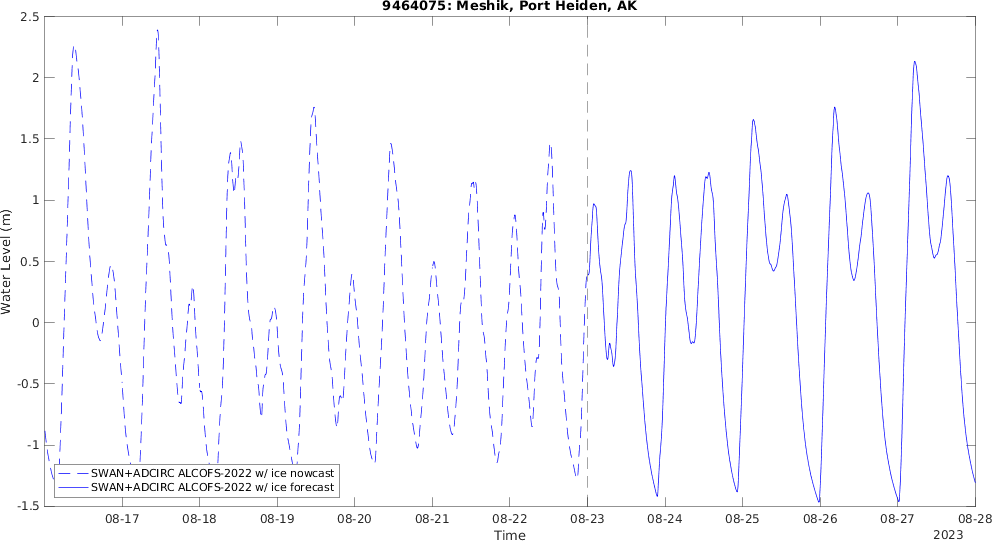 9464075: Meshik, Port Heiden, AK
2.5
2
1.5
1
0.5
0
-0.5
-1
-1.5
Water Level (m)
SWAN+ADCIRC ALCOFS-2022 w/ ice nowcast
SWAN+ADCIRC ALCOFS-2022 w/ ice forecast
08-17 08-18 08-19 08-20 08-21 08-22 08-23 08-24 08-25 08-26 08-27 08-28
Time
2023